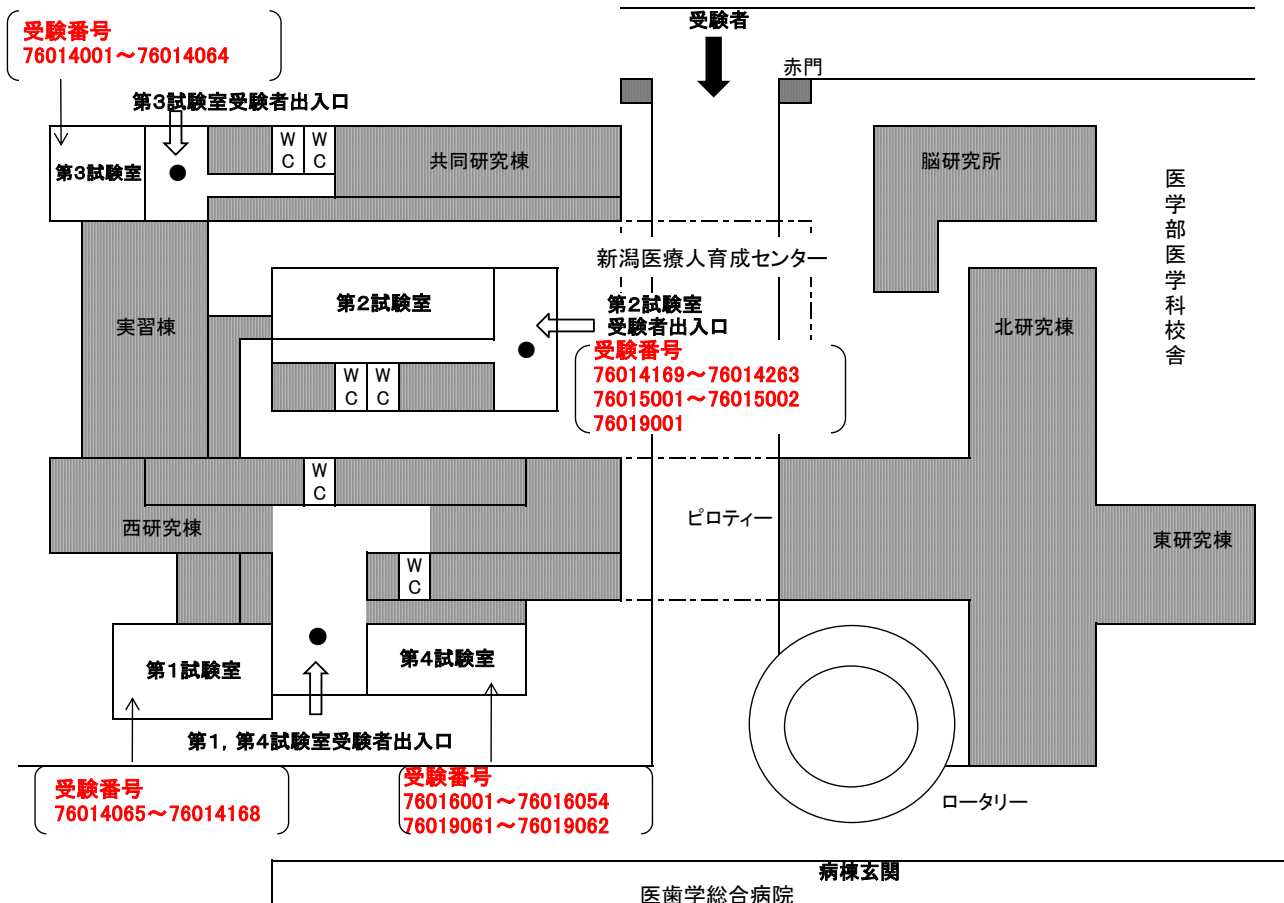 受験者
受験番号
76014001～76014064
赤門
第3試験室受験者出入口
WC
WC
共同研究棟
脳研究所
第3試験室
医学部医学科校舎
新潟医療人育成センター
第2試験室
第2試験室
受験者出入口
実習棟
北研究棟
受験番号
76014169～76014263
76015001～76015002
76019001
WC
WC
WC
ピロティー
西研究棟
東研究棟
WC
第1試験室
第4試験室
第1，第4試験室受験者出入口
受験番号
76014065～76014168
受験番号
76016001～76016054
76019061～76019062
ロータリー
病棟玄関
医歯学総合病院